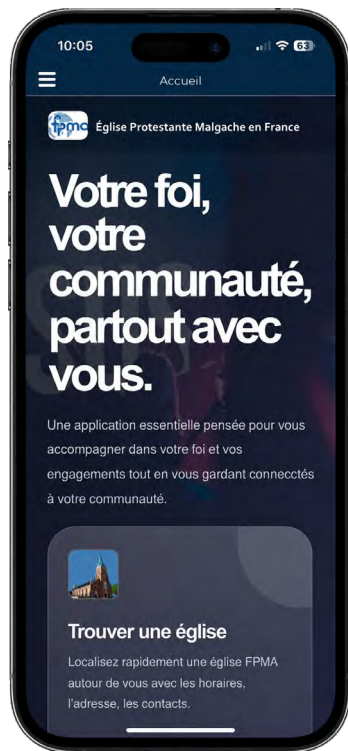 10:05
63
Accueil
fpma
Église Protestante Malgache en France
Votre foi,
votre
communauté,
partout avec
vous.
Une application essentielle pensée pour vous
accompagner dans votre foi et vos
engagements tout en vous gardant connecctés
à votre communauté.
Trouver une église
Localisez rapidement une église FPMA
autour de vous avec les horaires,
l'adresse, les contacts.